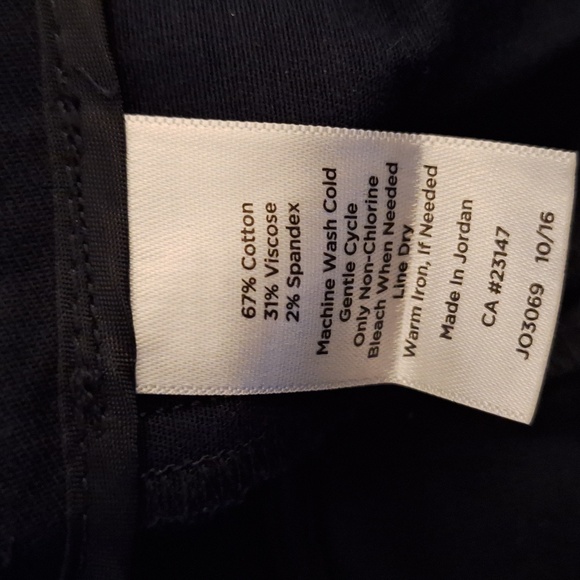 67% Cotton
31% Viscose
2% Spandex
Machine Wash Cold
Gentle Cycle
Only Non-Chlorine
Bleach When Needed
Line Dry
Warm Iron, If Needed
Made In Jordan
CA #23147
JO3069 10/16